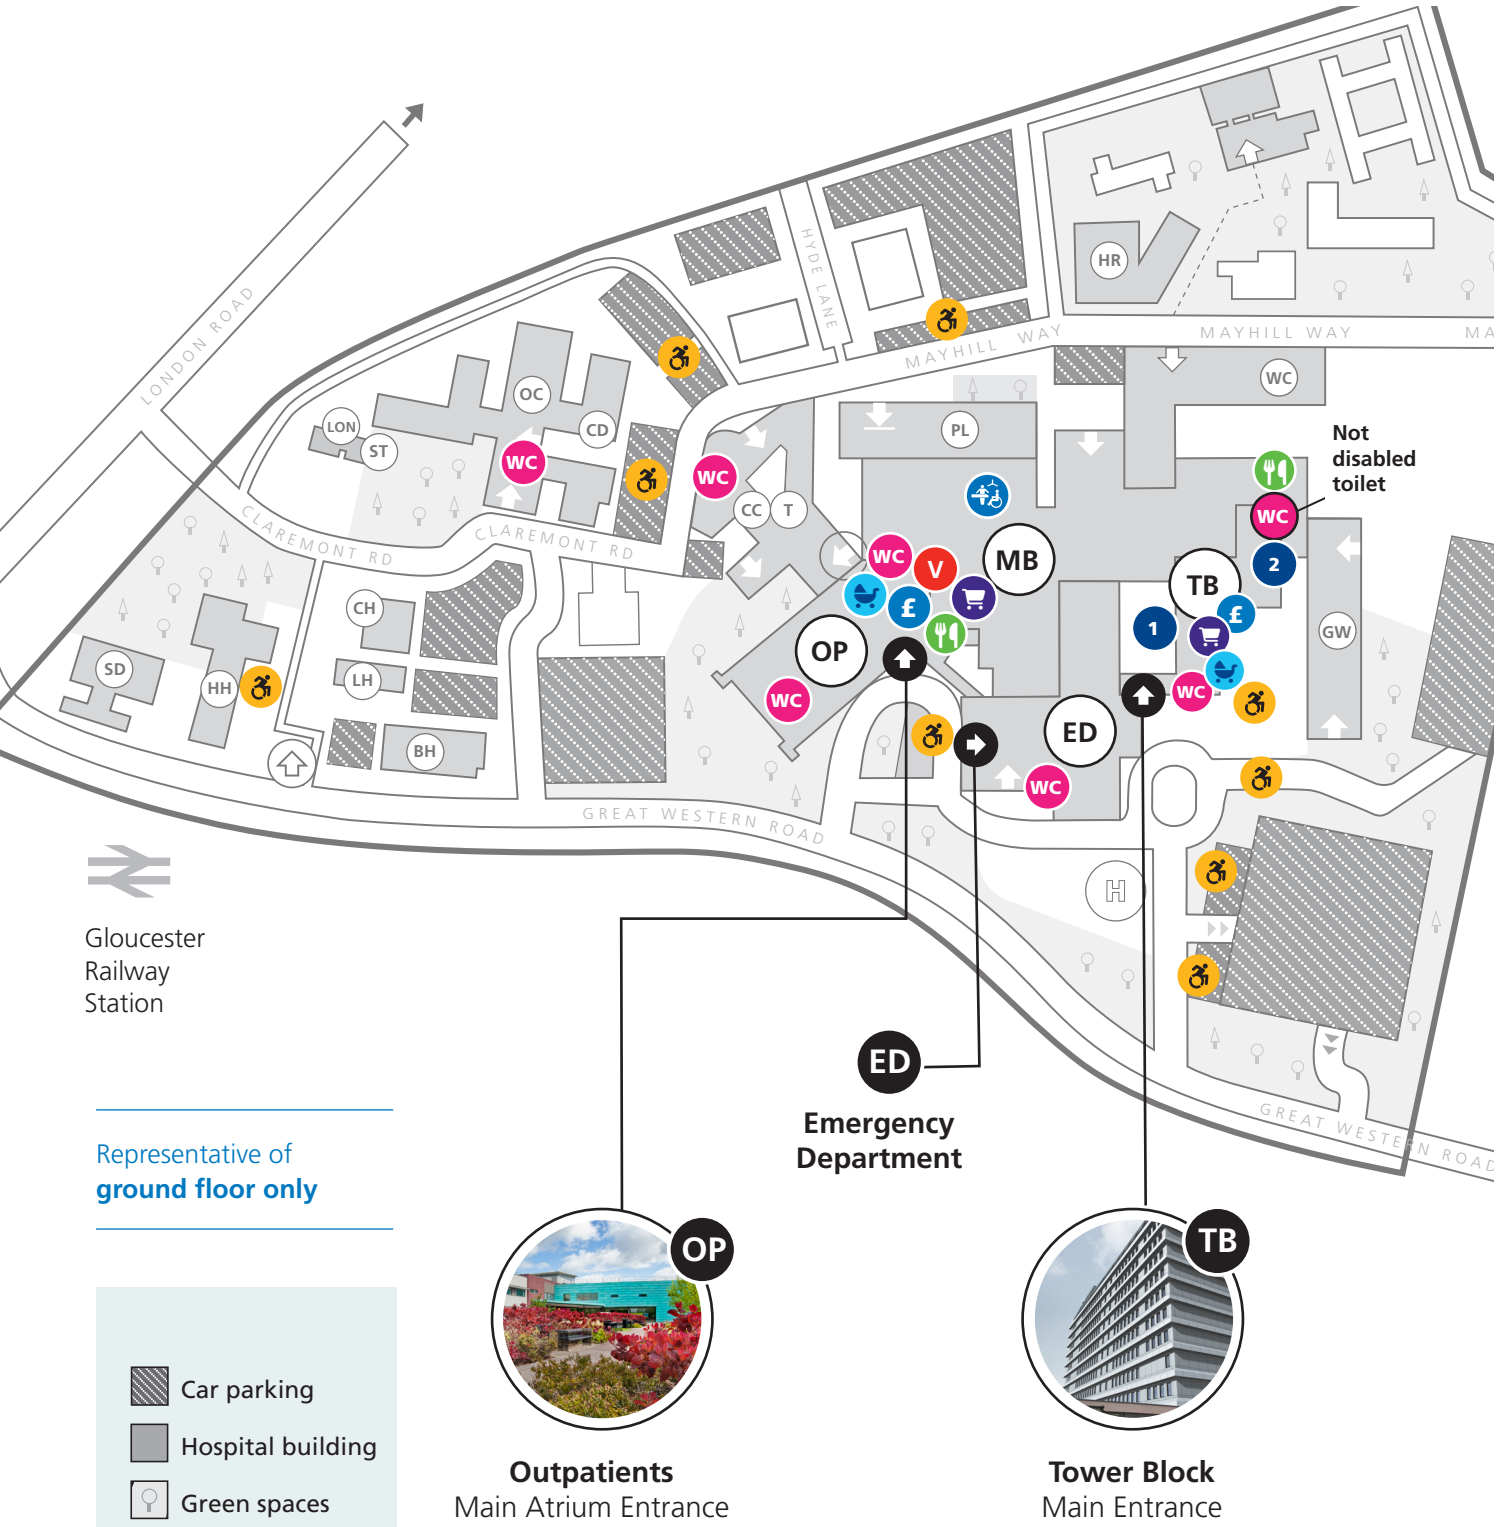 LONDON ROAD
HYDE LANE
MAYHILL WAY
MAYHILL WAY
MA
HR
WC
OC
CD
LON
ST
WC
WC
CC
T
PL
Not
disabled
toilet
WC
2
CLAREMONT RD
CLAREMONT RD
WC
V
MB
£
TB
£
1
GW
CH
OP
SD
HH
LH
WC
WC
ED
BH
WC
GREAT WESTERN ROAD
H
Gloucester
Railway
Station
ED
Emergency
Department
GREAT WESTERN ROAD
Representative of
ground floor only
OP
TB
Car parking
Hospital building
Green spaces
Outpatients
Main Atrium Entrance
Tower Block
Main Entrance